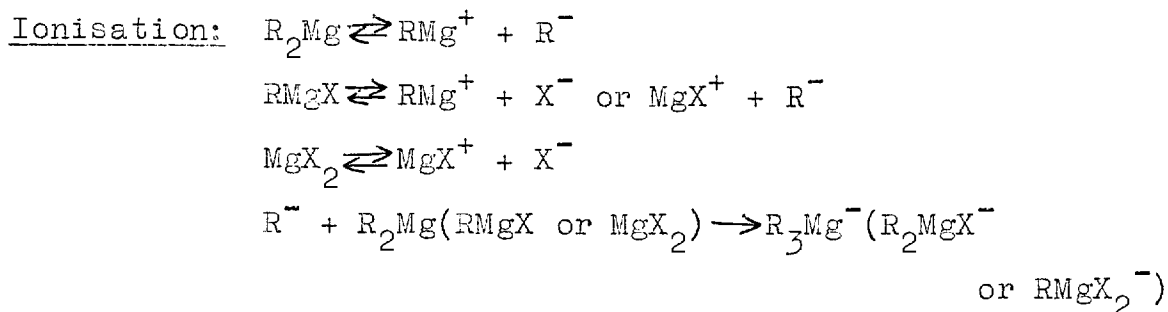 Ionisation: R₂Mg⇄RMg⁺ + R⁻
RMgX⇄RMg⁺ + X⁻ or MgX⁺ + R⁻
MgX₂⇄MgX⁺ + X⁻
R⁻ + R₂Mg(RMgX or MgX₂)→R₃Mg⁻(R₂MgX⁻
or RMgX₂⁻)